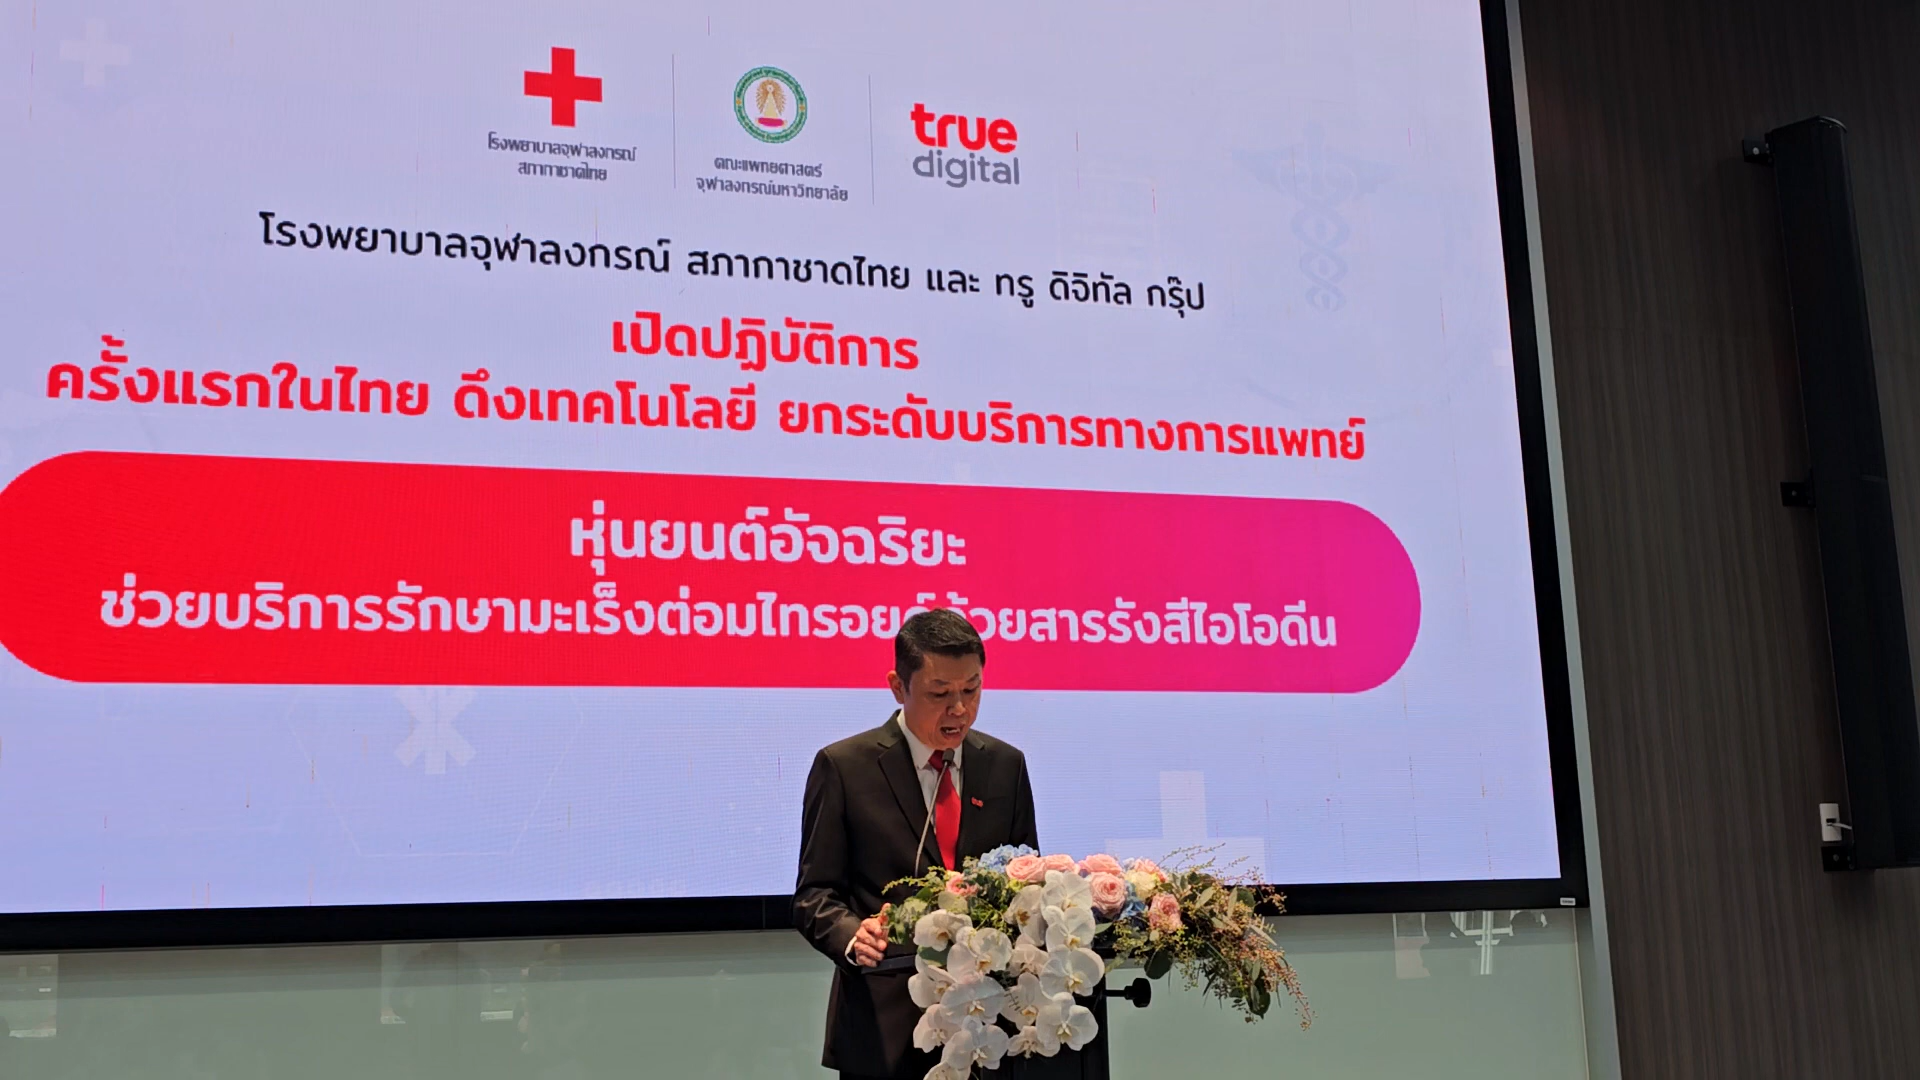 โรงพยาบาลจุฬาลงกรณ์
สภากาชาดไทย
คณะแพทยศาสตร์
จุฬาลงกรณ์มหาวิทยาลัย
true
digital
โรงพยาบาลจุฬาลงกรณ์ สภากาชาดไทย และ ทรู ดิจิทัล กรุ๊ป
เปิดปฏิบัติการ
ครั้งแรกในไทย ดึงเทคโนโลยี ยกระดับบริการทางการแพทย์
หุ่นยนต์อัจฉริยะ
ช่วยบริการรักษามะเร็งต่อมไทรอยด์ด้วยสารรังสีไอโอดีน